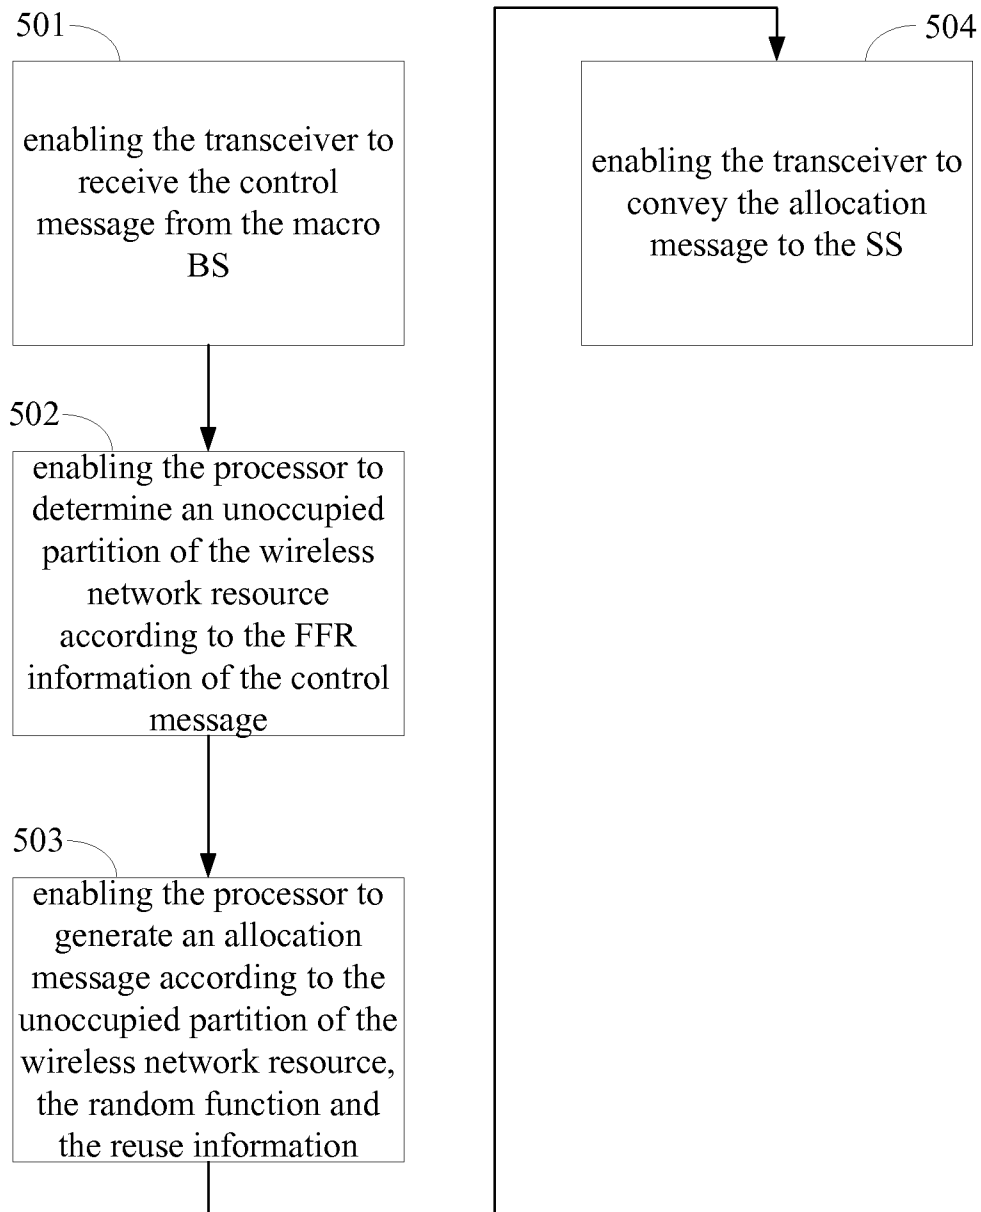 501
enabling the transceiver to
receive the control
message from the macro
BS
502
enabling the processor to
determine an unoccupied
partition of the wireless
network resource
according to the FFR
information of the control
message
503
enabling the processor to
generate an allocation
message according to the
unoccupied partition of the
wireless network resource,
the random function and
the reuse information
504
enabling the transceiver to
convey the allocation
message to the SS